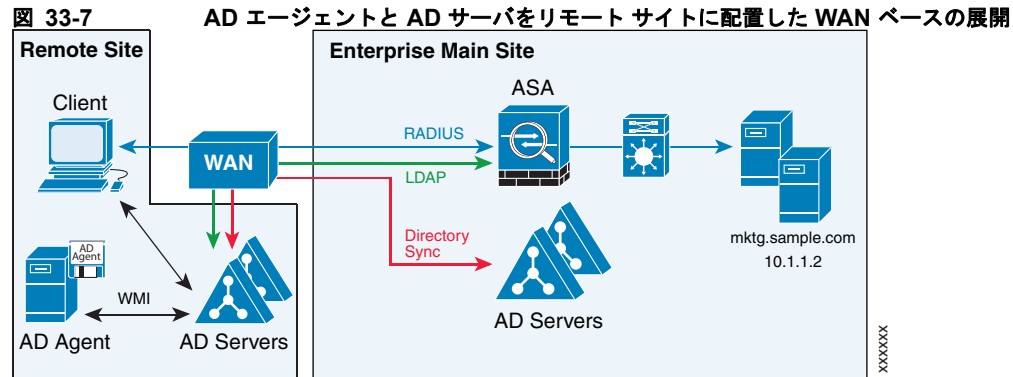 図 33-7 AD エージェントと AD サーバをリモート サイトに配置した WAN ベースの展開
Remote Site
Enterprise Main Site
Client
ASA
RADIUS
WAN
LDAP
Directory
Sync
mktg.sample.com
10.1.1.2
AD
Agent
WMI
AD Agent
AD Servers
AD Servers
xxxxxx